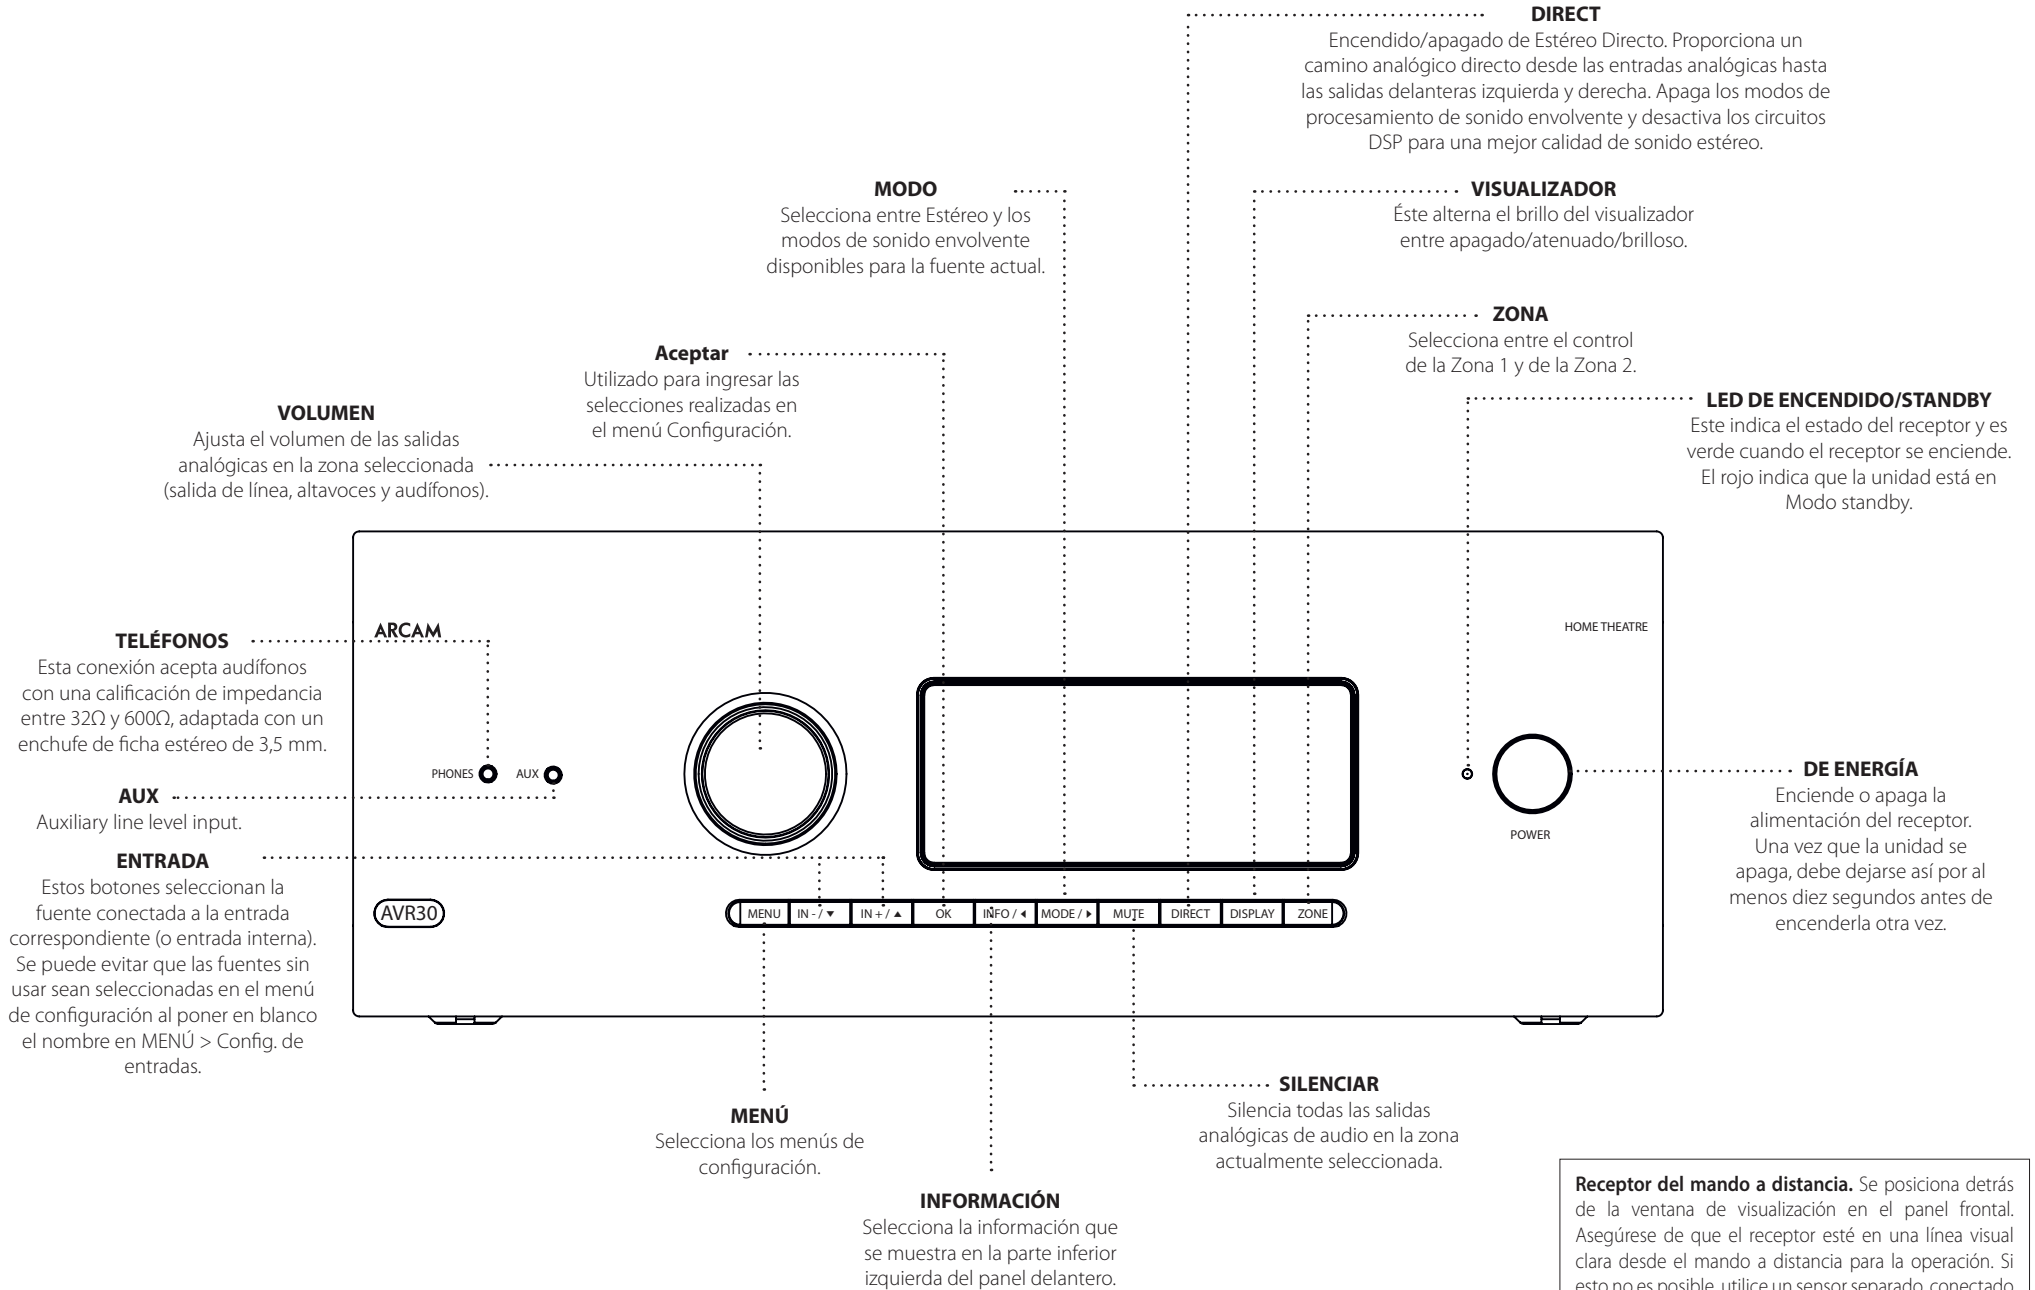 DIRECT
Encendido/apagado de Estéreo Directo. Proporciona un
camino analógico directo desde las entradas analógicas hasta
las salidas delanteras izquierda y derecha. Apaga los modos de
procesamiento de sonido envolvente y desactiva los circuitos
DSP para una mejor calidad de sonido estéreo.
MODO
Selecciona entre Estéreo y los
modos de sonido envolvente
disponibles para la fuente actual.
VISUALIZADOR
Éste alterna el brillo del visualizador
entre apagado/atenuado/brilloso.
ZONA
Selecciona entre el control
de la Zona 1 y de la Zona 2.
Aceptar
Utilizado para ingresar las
selecciones realizadas en
el menú Configuración.
LED DE ENCENDIDO/STANDBY
Este indica el estado del receptor y es
verde cuando el receptor se enciende.
El rojo indica que la unidad está en
Modo standby.
VOLUMEN
Ajusta el volumen de las salidas
analógicas en la zona seleccionada
(salida de línea, altavoces y audífonos).
ARCAM
HOME THEATRE
TELÉFONOS
Esta conexión acepta audífonos
con una calificación de impedancia
entre 32Ω y 600Ω, adaptada con un
enchufe de ficha estéreo de 3,5 mm.
PHONES
AUX
POWER
DE ENERGÍA
Enciende o apaga la
alimentación del receptor.
Una vez que la unidad se
apaga, debe dejarse así por al
menos diez segundos antes de
encenderla otra vez.
AUX
Auxiliary line level input.
ENTRADA
Estos botones seleccionan la
fuente conectada a la entrada
correspondiente (o entrada interna).
Se puede evitar que las fuentes sin
usar sean seleccionadas en el menú
de configuración al poner en blanco
el nombre en MENÚ > Config. de
entradas.
AVR30
MENU IN - / ▼ IN + / ▲ OK INFO / ◀ MODE / ▶ MUTE DIRECT DISPLAY ZONE
MENÚ
Selecciona los menús de
configuración.
SILENCIAR
Silencia todas las salidas
analógicas de audio en la zona
actualmente seleccionada.
INFORMACIÓN
Selecciona la información que
se muestra en la parte inferior
izquierda del panel delantero.
Receptor del mando a distancia. Se posiciona detrás
de la ventana de visualización en el panel frontal.
Asegúrese de que el receptor esté en una línea visual
clara desde el mando a distancia para la operación. Si
esto no es posible, utilice un sensor separado, conectado